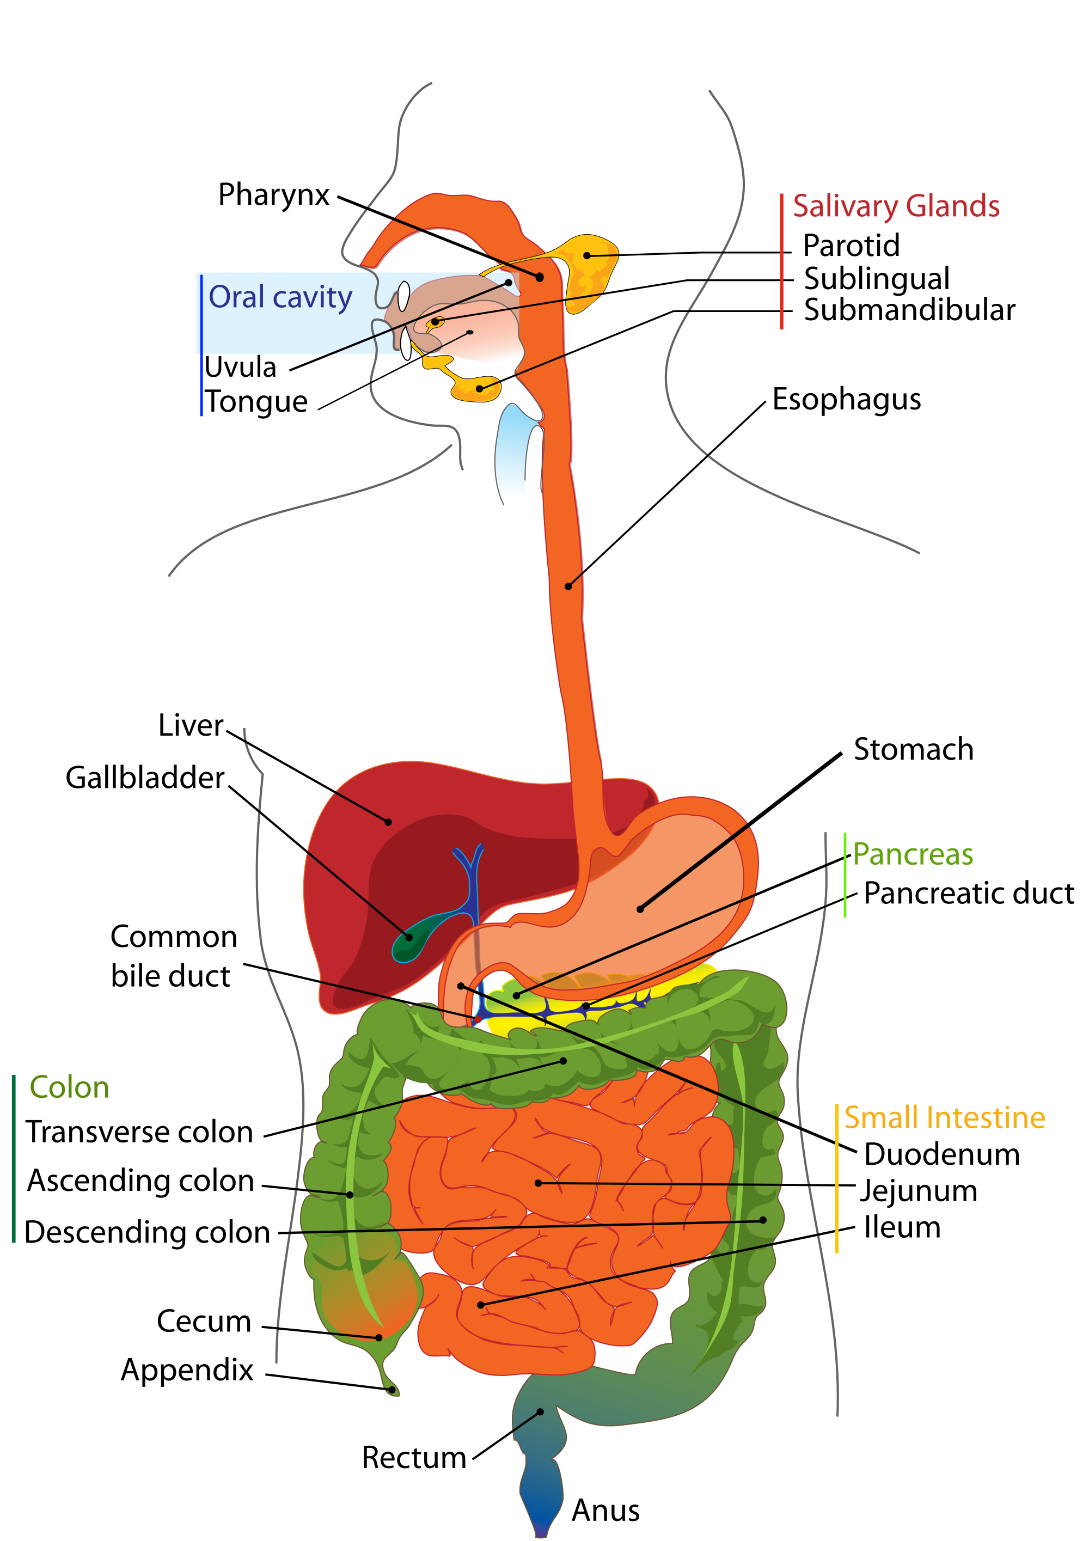 Pharynx
Salivary Glands
Parotid
Sublingual
Submandibular
Oral cavity
Uvula
Tongue
Esophagus
Liver
Gallbladder
Stomach
Pancreas
Pancreatic duct
Common
bile duct
Colon
Transverse colon
Ascending colon
Descending colon
Small Intestine
Duodenum
Jejunum
Ileum
Cecum
Appendix
Rectum
Anus